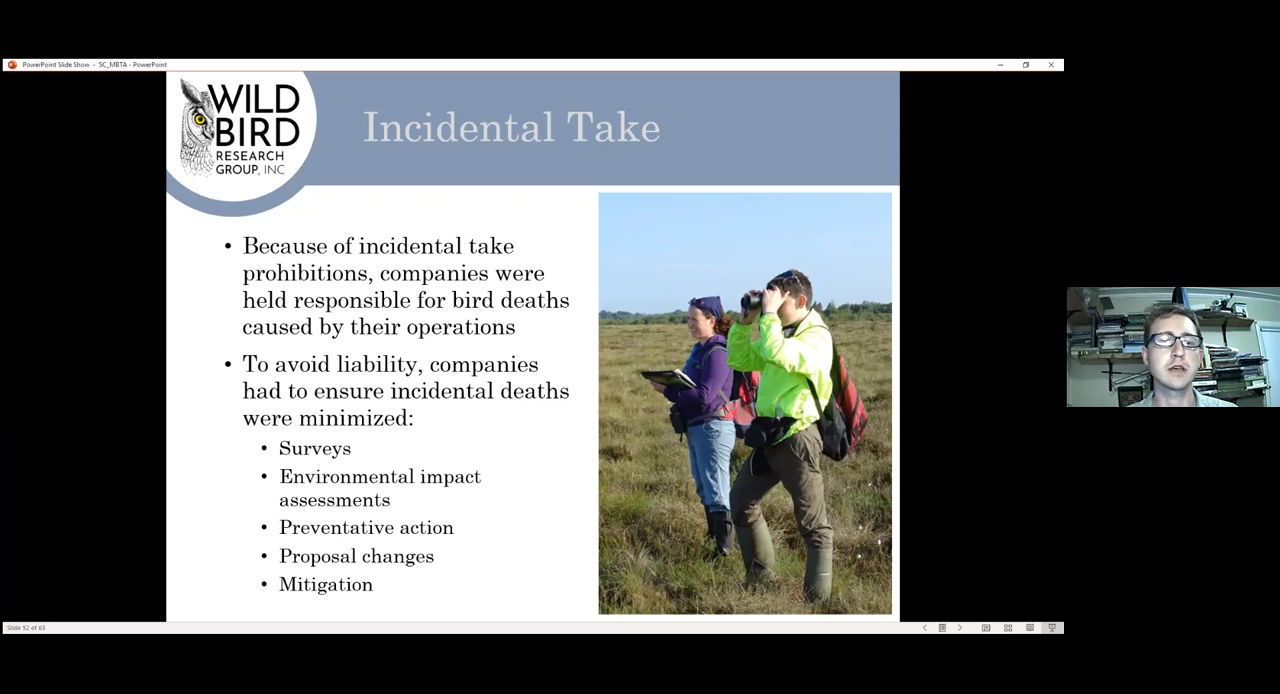 PowerPoint Slide Show - SC_MBTA - PowerPoint
WILD
BIRD
RESEARCH
GROUP, INC
Incidental Take
• Because of incidental take
prohibitions, companies were
held responsible for bird deaths
caused by their operations
• To avoid liability, companies
had to ensure incidental deaths
were minimized:
• Surveys
• Environmental impact
assessments
• Preventative action
• Proposal changes
• Mitigation
Slide 52 of 63